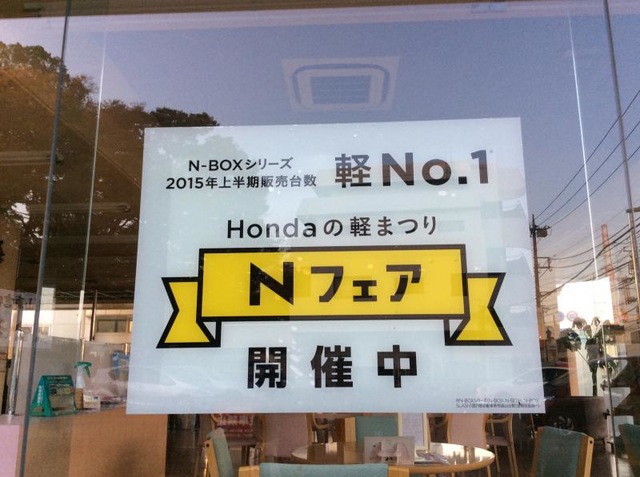 N-BOXシリーズ
2015年上半期販売台数
軽No.1
Hondaの軽まつり
Nフェア
開催中